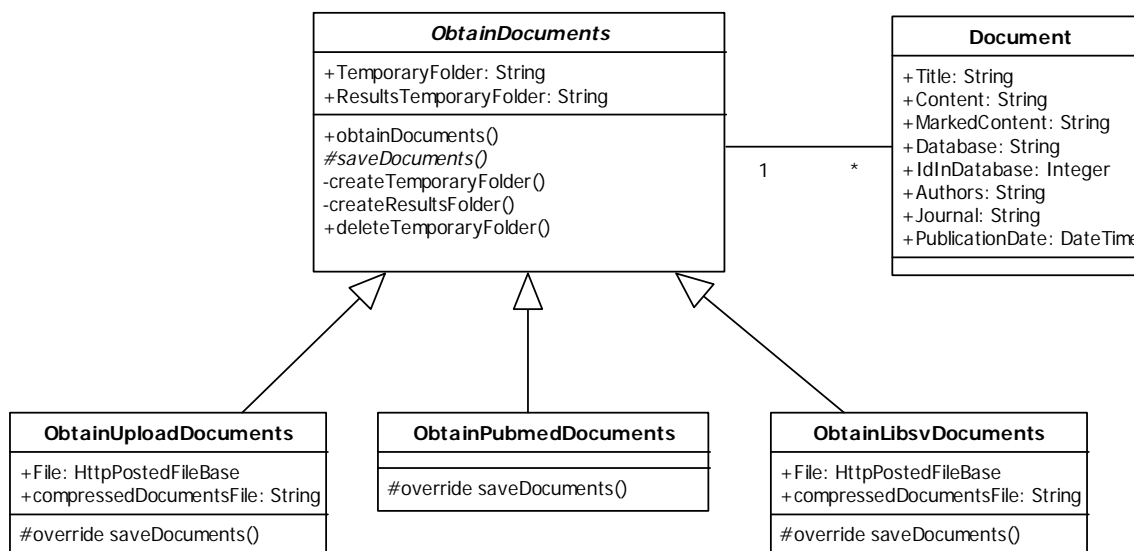 ObtainDocuments
+TemporaryFolder: String
+ResultsTemporaryFolder: String
+obtainDocuments()
#saveDocuments()
-createTemporaryFolder()
-createResultsFolder()
+deleteTemporaryFolder()
Document
+Title: String
+Content: String
+MarkedContent: String
+Database: String
+IdInDatabase: Integer
+Authors: String
+Journal: String
+PublicationDate: DateTime
1 *
ObtainUploadDocuments
+File: HttpPostedFileBase
+compressedDocumentsFile: String
#override saveDocuments()
ObtainPubmedDocuments
#override saveDocuments()
ObtainLibsvDocuments
+File: HttpPostedFileBase
+compressedDocumentsFile: String
#override saveDocuments()